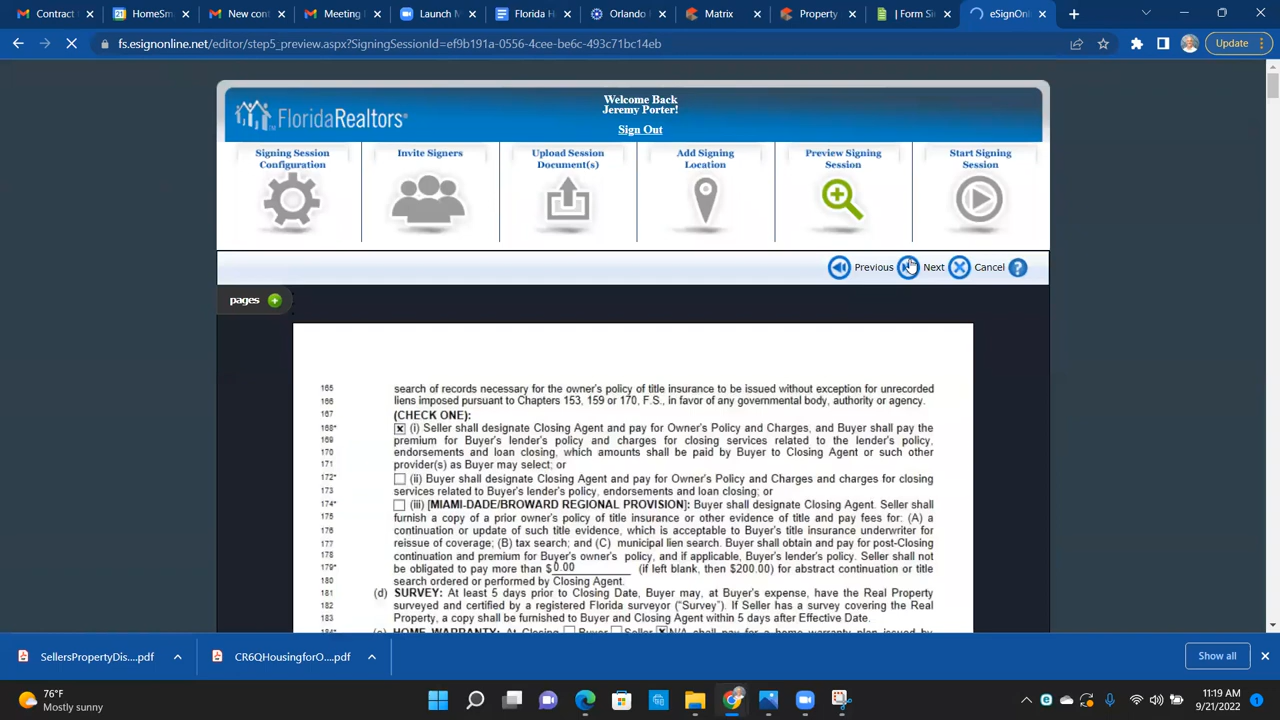 Contract
HomeSm
New con
Meeting
Launch M
Florida H
Orlando
Matrix
Property
Form Si
eSignOnl
fs.esignonline.net/editor/step5_preview.aspx?SigningSessionId=ef9b191a-0556-4cee-be6c-493c71bc14eb
Update
FloridaRealtors
Welcome Back
Jeremy Porter!
Sign Out
Signing Session
Configuration
Invite Signers
Upload Session
Document(s)
Add Signing
Location
Preview Signing
Session
Start Signing
Session
Previous
Next
Cancel
pages
165 search of records necessary for the owner's policy of title insurance to be issued without exception for unrecorded
166 liens imposed pursuant to Chapters 153, 159 or 170, F.S., in favor of any governmental body, authority or agency.
167 (CHECK ONE):
168* x (i) Seller shall designate Closing Agent and pay for Owner's Policy and Charges, and Buyer shall pay the
169 premium for Buyer's lender's policy and charges for closing services related to the lender's policy,
170 endorsements and loan closing, which amounts shall be paid by Buyer to Closing Agent or such other
171 provider(s) as Buyer may select; or
172* (ii) Buyer shall designate Closing Agent and pay for Owner's Policy and Charges and charges for closing
173 services related to Buyer's lender's policy, endorsements and loan closing; or
174* (iii) [MIAMI-DADE/BROWARD REGIONAL PROVISION]: Buyer shall designate Closing Agent. Seller shall
175 furnish a copy of a prior owner's policy of title insurance or other evidence of title and pay fees for: (A) a
176 continuation or update of such title evidence, which is acceptable to Buyer's title insurance underwriter for
177 reissue of coverage; (B) tax search; and (C) municipal lien search. Buyer shall obtain and pay for post-Closing
178 continuation and premium for Buyer's owner's policy, and if applicable, Buyer's lender's policy. Seller shall not
179* be obligated to pay more than $0.00 (if left blank, then $200.00) for abstract continuation or title
180 search ordered or performed by Closing Agent.
181 (d) SURVEY: At least 5 days prior to Closing Date, Buyer may, at Buyer's expense, have the Real Property
182 surveyed and certified by a registered Florida surveyor ("Survey"). If Seller has a survey covering the Real
183 Property, a copy shall be furnished to Buyer and Closing Agent within 5 days after Effective Date.
184* (e) HOME WARRANTY: At Closing Buyer Seller x N/A shall pay for a home warranty plan issued by
SellersPropertyDis....pdf
CR6QHousingforO....pdf
Show all
76°F
Mostly sunny
11:19 AM
9/21/2022
1